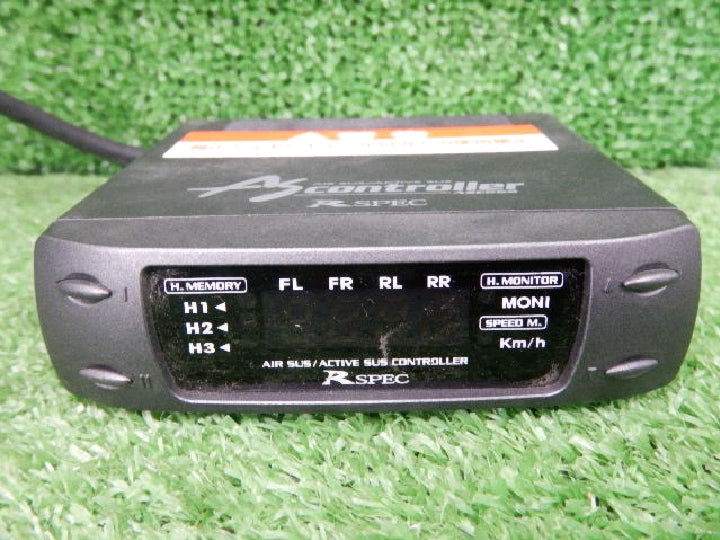 AS controller
R SPEC
H. MEMORY FL FR RL RR H. MONITOR
H1 ◄ MONI
H2 ◄ SPEED M.
H3 ◄ Km/h
AIR SUS/ACTIVE SUS CONTROLLER
R SPEC